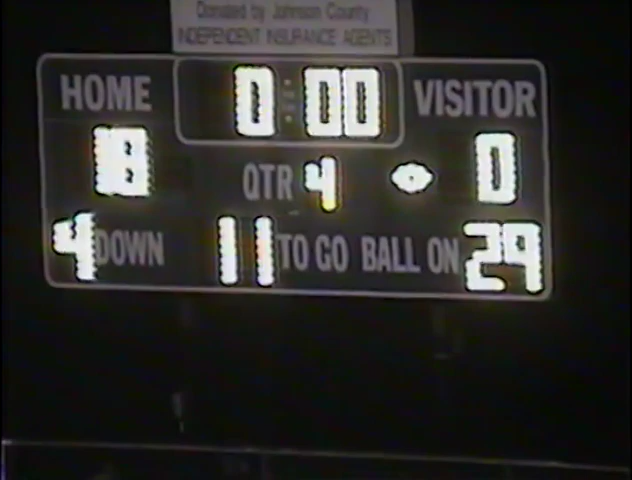 Donated by Johnson County
INDEPENDENT INSURANCE AGENTS
HOME 0:00 VISITOR
18 QTR 4 0
4 DOWN 11 TO GO BALL ON 29